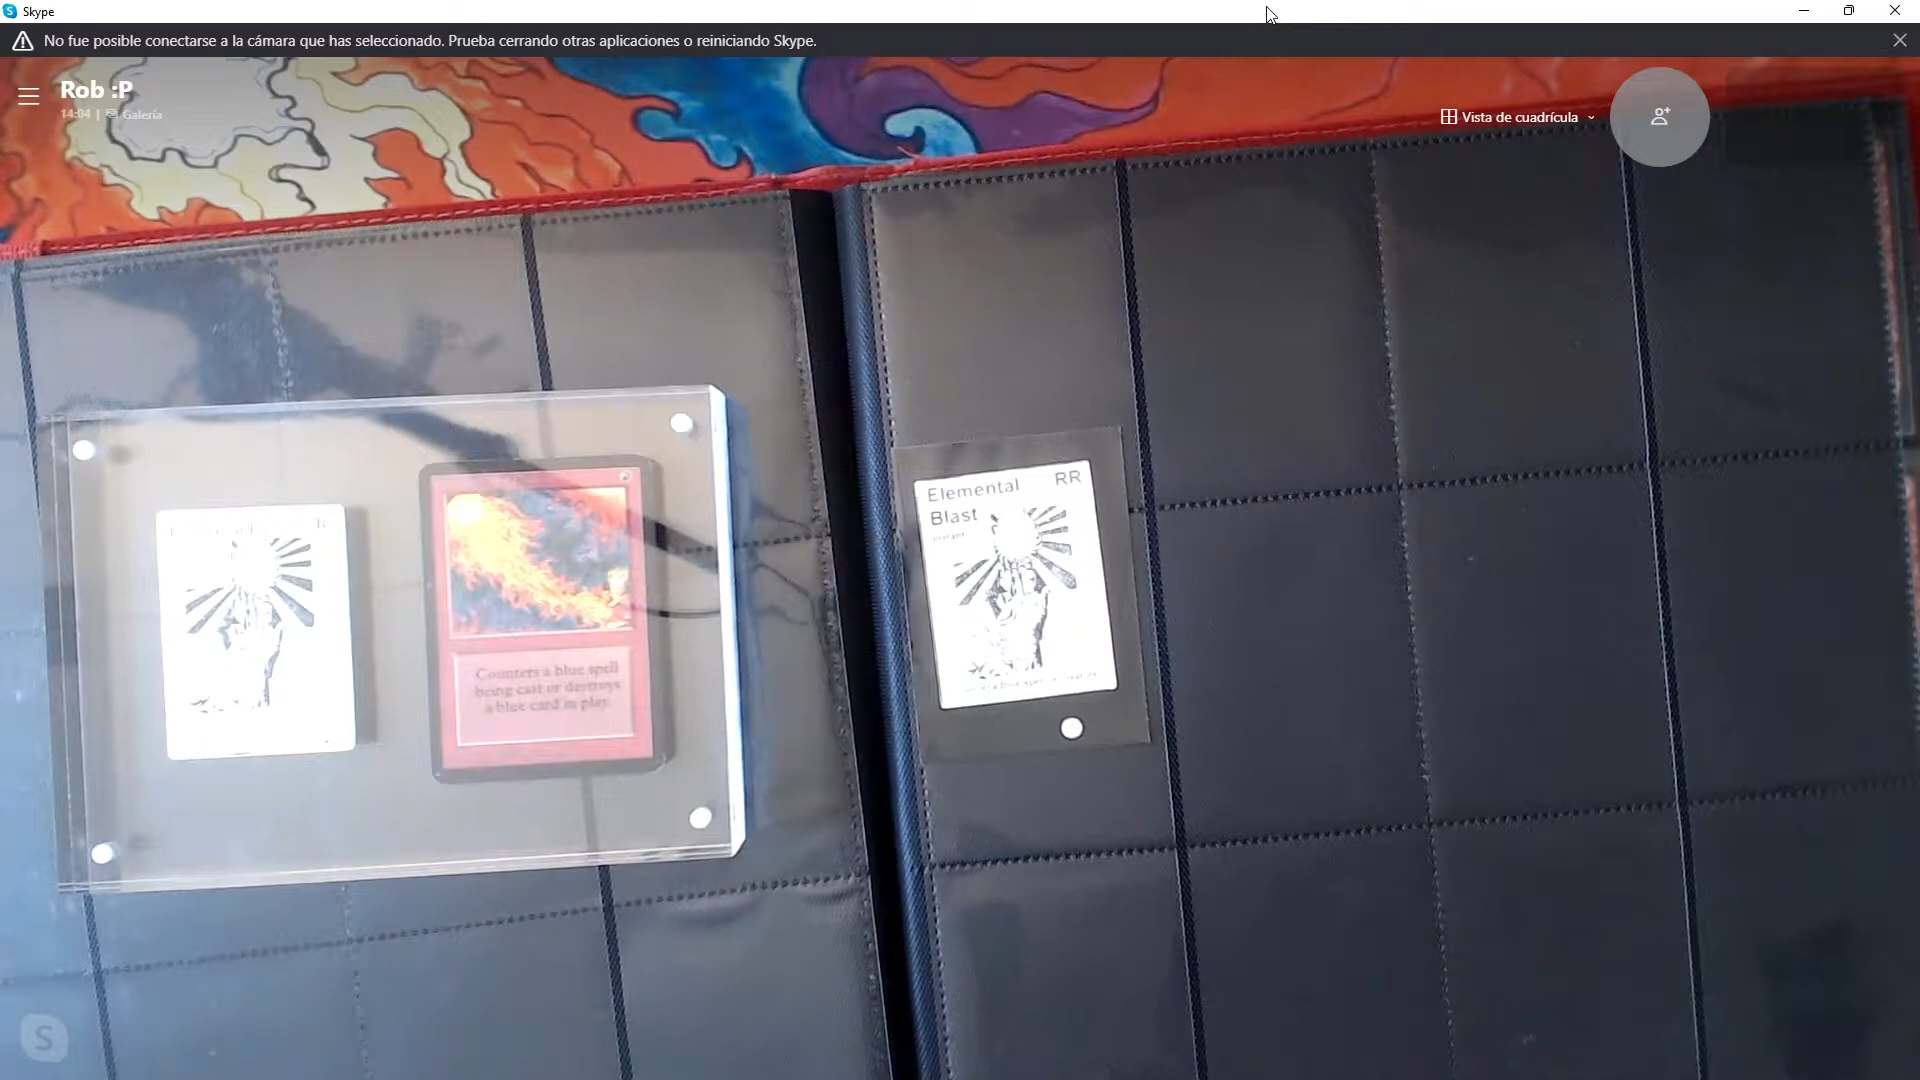 Skype
No fue posible conectarse a la cámara que has seleccionado. Prueba cerrando otras aplicaciones o reiniciando Skype.
Rob :P
14:04 | Galería
Vista de cuadrícula
Elemental RR
Blast
Instant
R
Counters a blue spell
being cast or destroys
a blue card in play
S